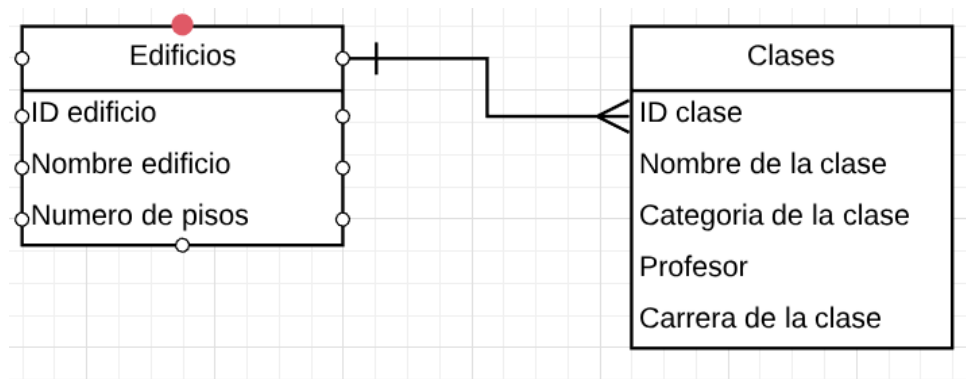 Edificios
ID edificio
Nombre edificio
Numero de pisos
Clases
ID clase
Nombre de la clase
Categoria de la clase
Profesor
Carrera de la clase